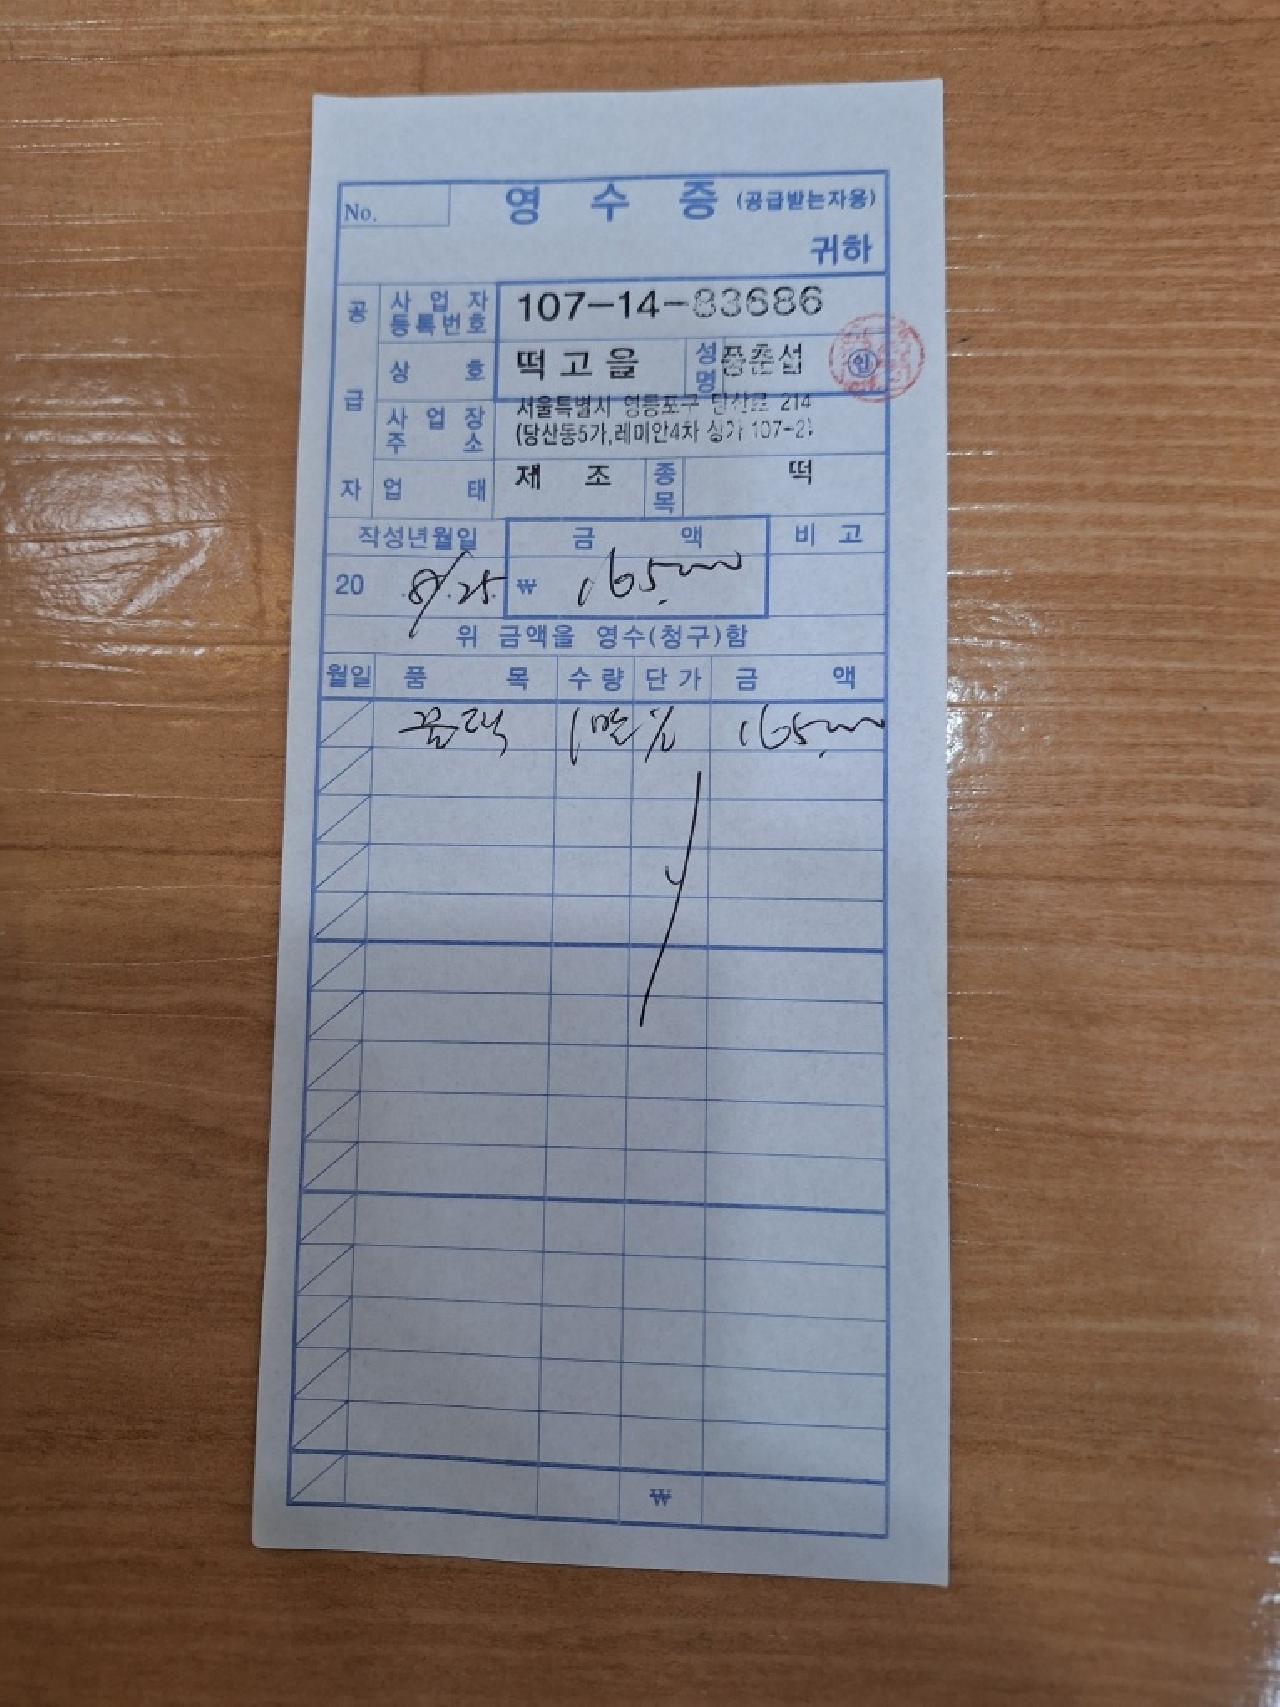 No.
영 수 증 (공급받는자용)
귀하
공 급 자
사 업 자 등록번호 107-14-83686
상 호 떡고을 성명 춘섭
사 업 장 주 소 서울특별시 영등포구 당산로 214
(당산동5가,래미안4차 상가 107-2)
업 태 제 조 종목 떡
작성년월일 금 액 비 고
20 8/.25. ₩ 165,000
위 금액을 영수(청구)함
월일 품 목 수량 단가 금 액
꿀떡 1말 165,000
₩
인